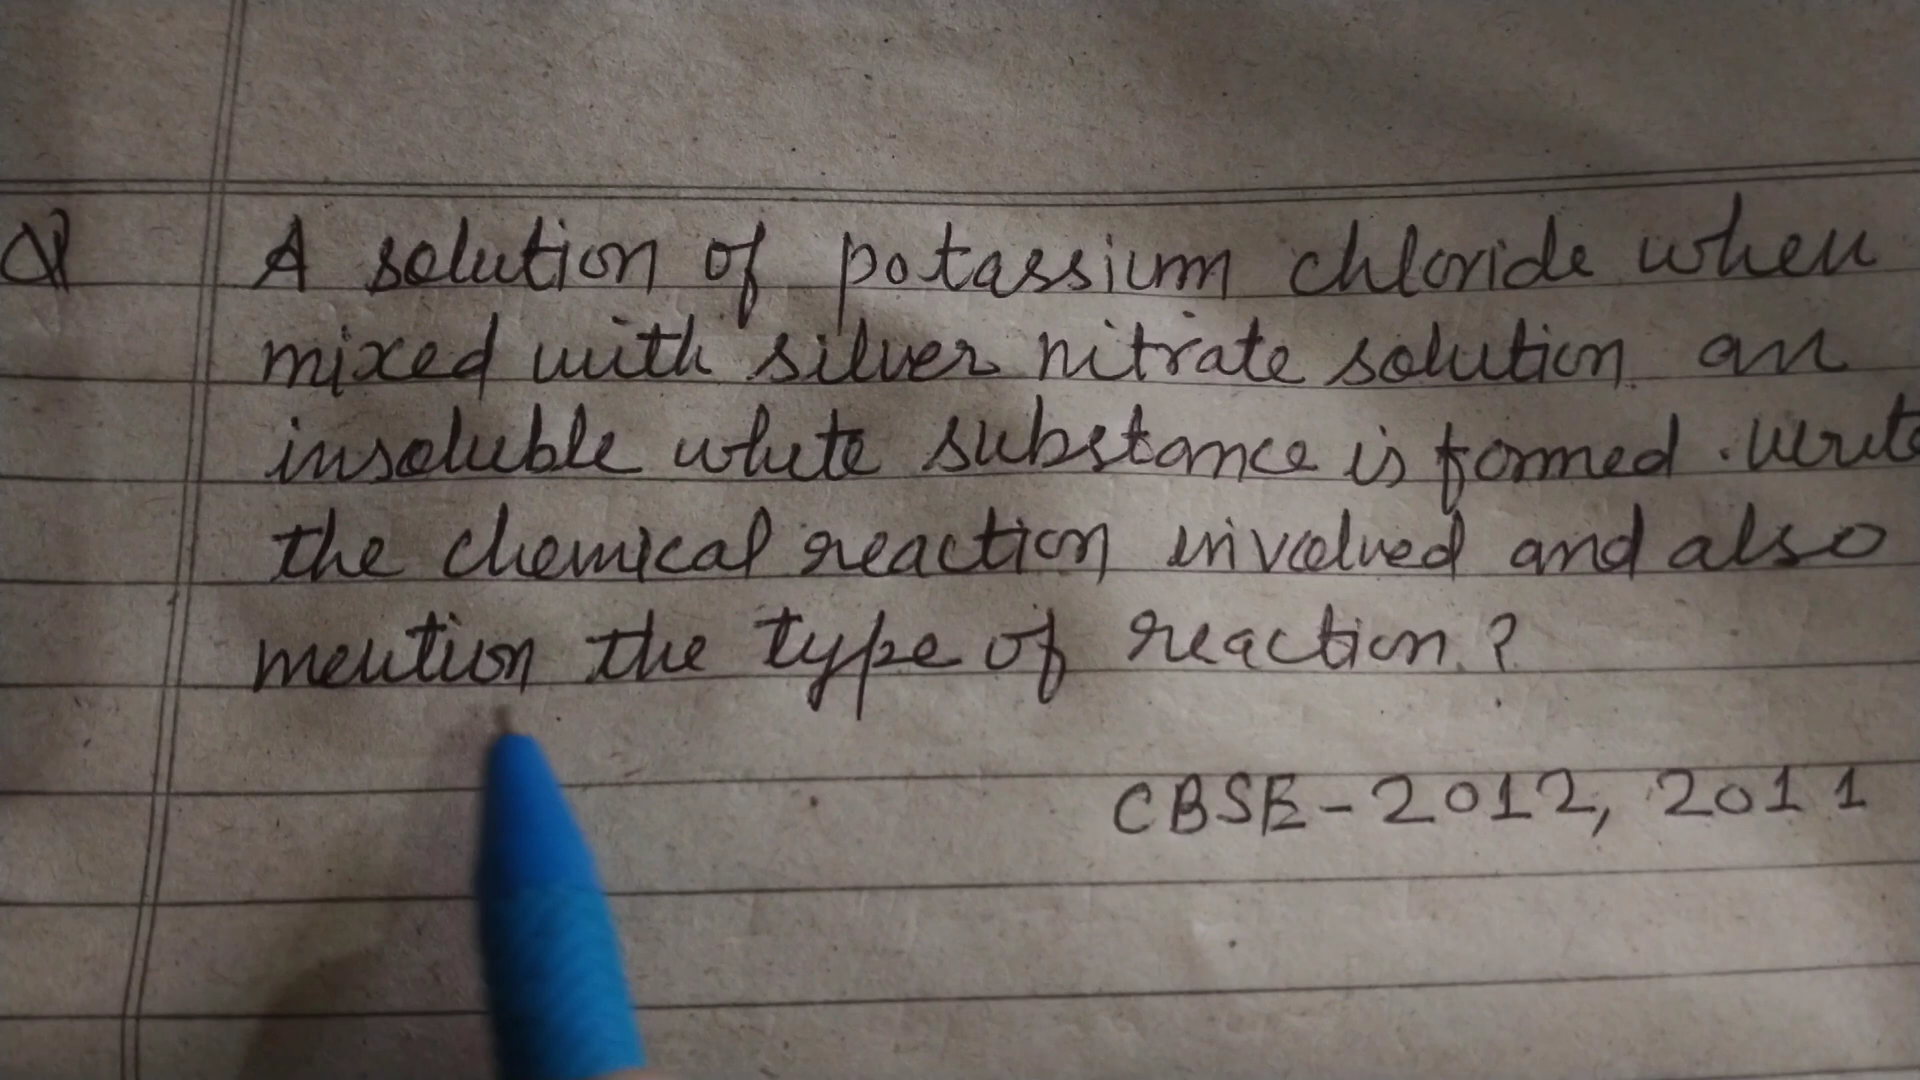 Q A solution of potassium chloride when
mixed with silver nitrate solution an
insoluble white substance is formed. Write
the chemical reaction involved and also
mention the type of reaction.?
CBSE-2012, 2011